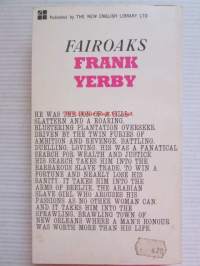 Published by THE NEW ENGLISH LIBRARY LTD
FAIROAKS
FRANK
YERBY
HE WAS THE SON OF A
SLATTERN AND A ROARING,
BLUSTERING PLANTATION OVERSEER.
DRIVEN BY THE TWIN FURIES OF
AMBITION AND REVENGE. BATTLING.
DUELLING. LOVING. HIS WAS A FANATICAL
SEARCH FOR WEALTH AND JUSTICE.
HIS SEARCH TAKES HIM INTO THE
BARBAROUS SLAVE TRADE, TO WIN A
FORTUNE AND NEARLY LOSE HIS
SANITY. IT TAKES HIM INTO THE
ARMS OF BEELJIE, THE ARABIAN
SLAVE GIRL WHO AROUSES HIS
PASSIONS AS NO OTHER WOMAN CAN
AND IT TAKES HIM INTO THE
SPRAWLING, BRAWLING TOWN OF
NEW ORLEANS WHERE A MAN'S HONOUR
WAS WORTH MORE THAN HIS LIFE.